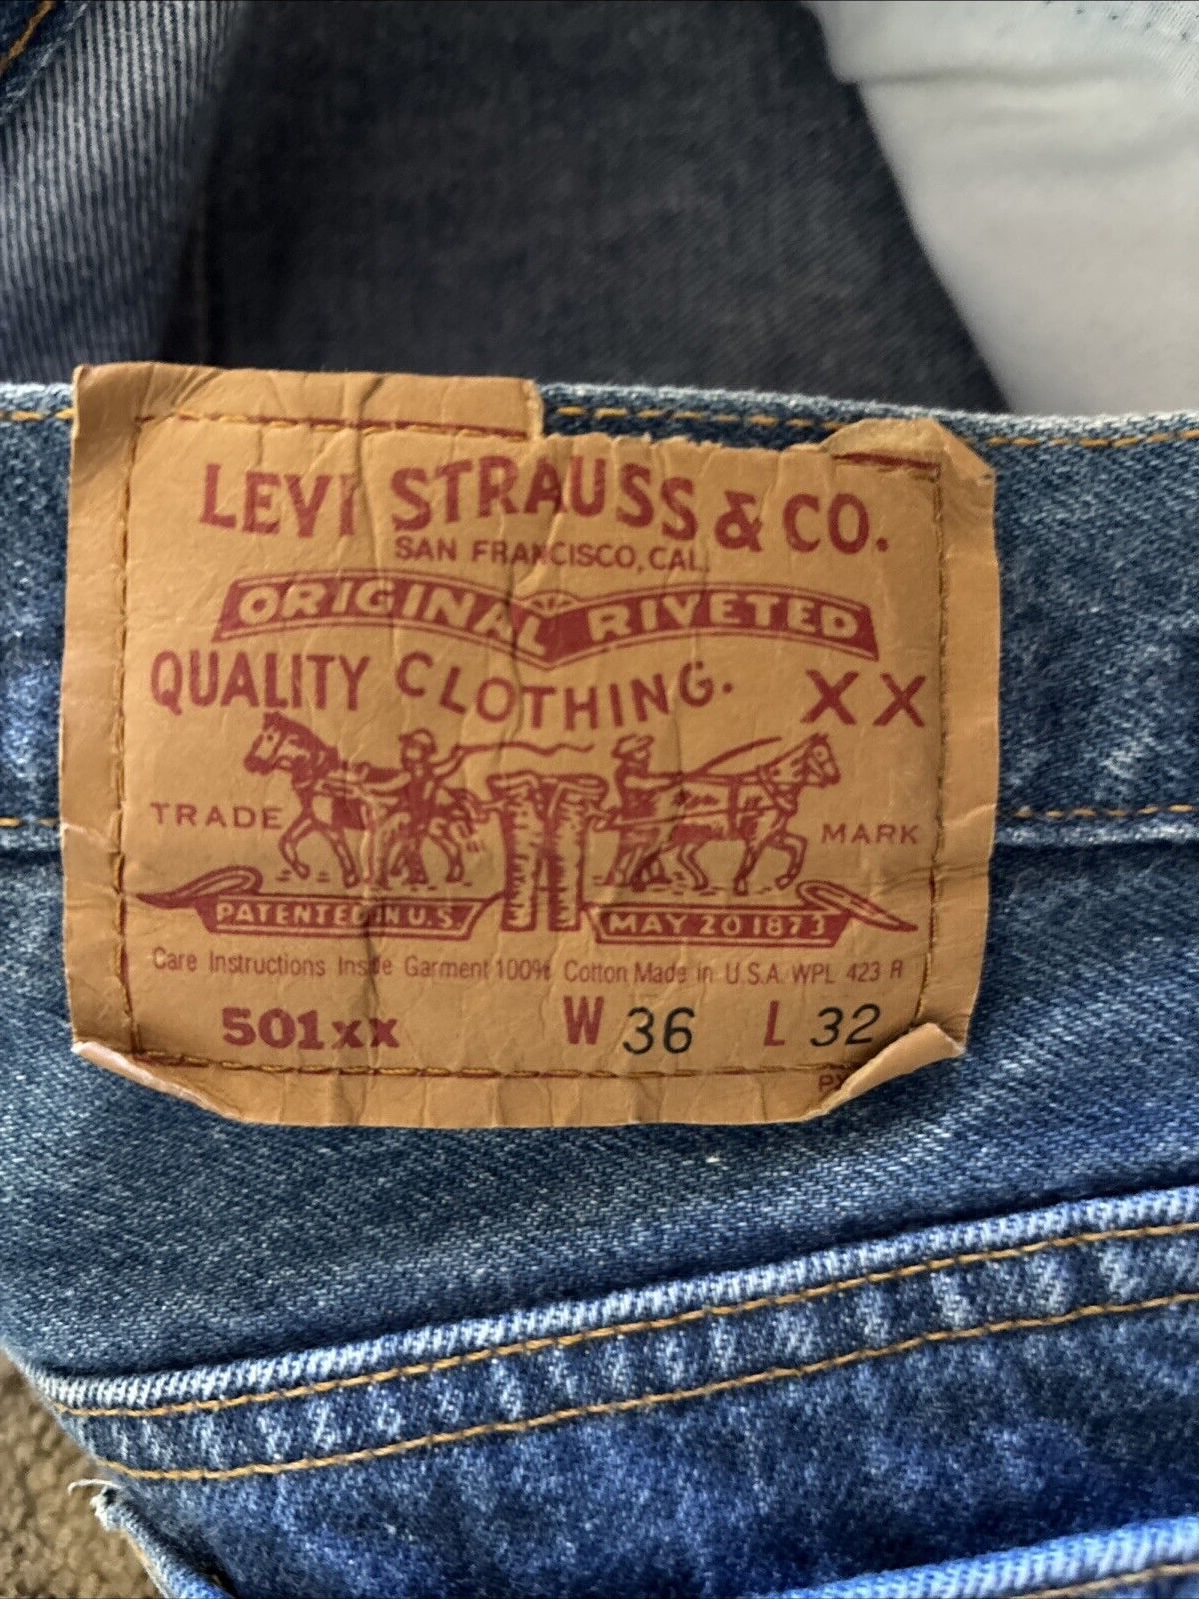 LEVI STRAUSS & CO.
SAN FRANCISCO, CAL.
ORIGINAL RIVETED
QUALITY CLOTHING. XX
TRADE MARK
PATENTED IN U.S. MAY 20 1873
Care Instructions Inside Garment 100% Cotton Made in U.S.A. WPL 423 R
501xx W 36 L 32